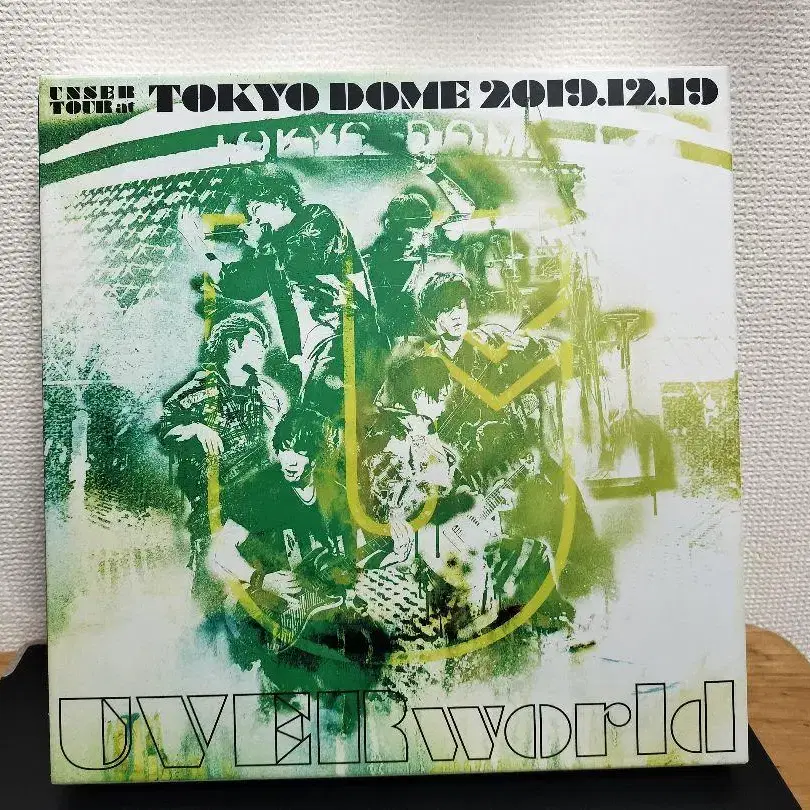 UNSER
TOUR at
TOKYO DOME 2019.12.19
TOKYO DOME
UVERworld